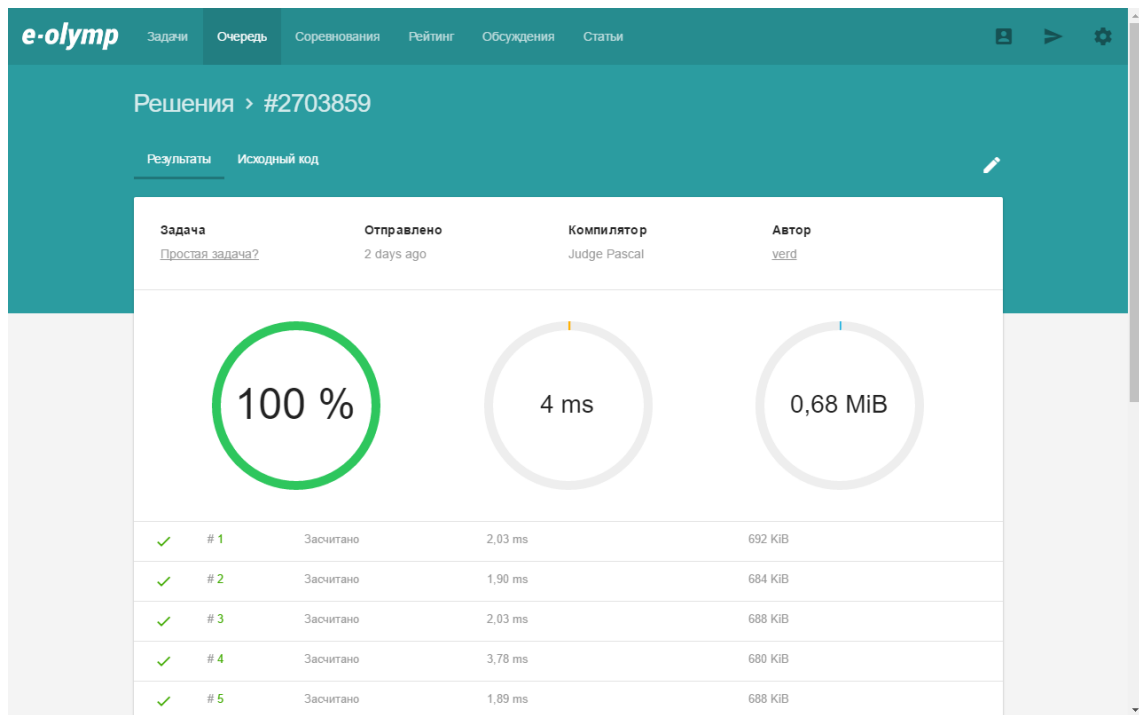 e-olymp Задачи Очередь Соревнования Рейтинг Обсуждения Статьи
Решения > #2703859
Результаты Исходный код
Задача Отправлено Компилятор Автор
Простая задача? 2 days ago Judge Pascal verd
100 % 4 ms 0,68 MiB
# 1 Засчитано 2,03 ms 692 KiB
# 2 Засчитано 1,90 ms 684 KiB
# 3 Засчитано 2,03 ms 688 KiB
# 4 Засчитано 3,78 ms 680 KiB
# 5 Засчитано 1,89 ms 688 KiB